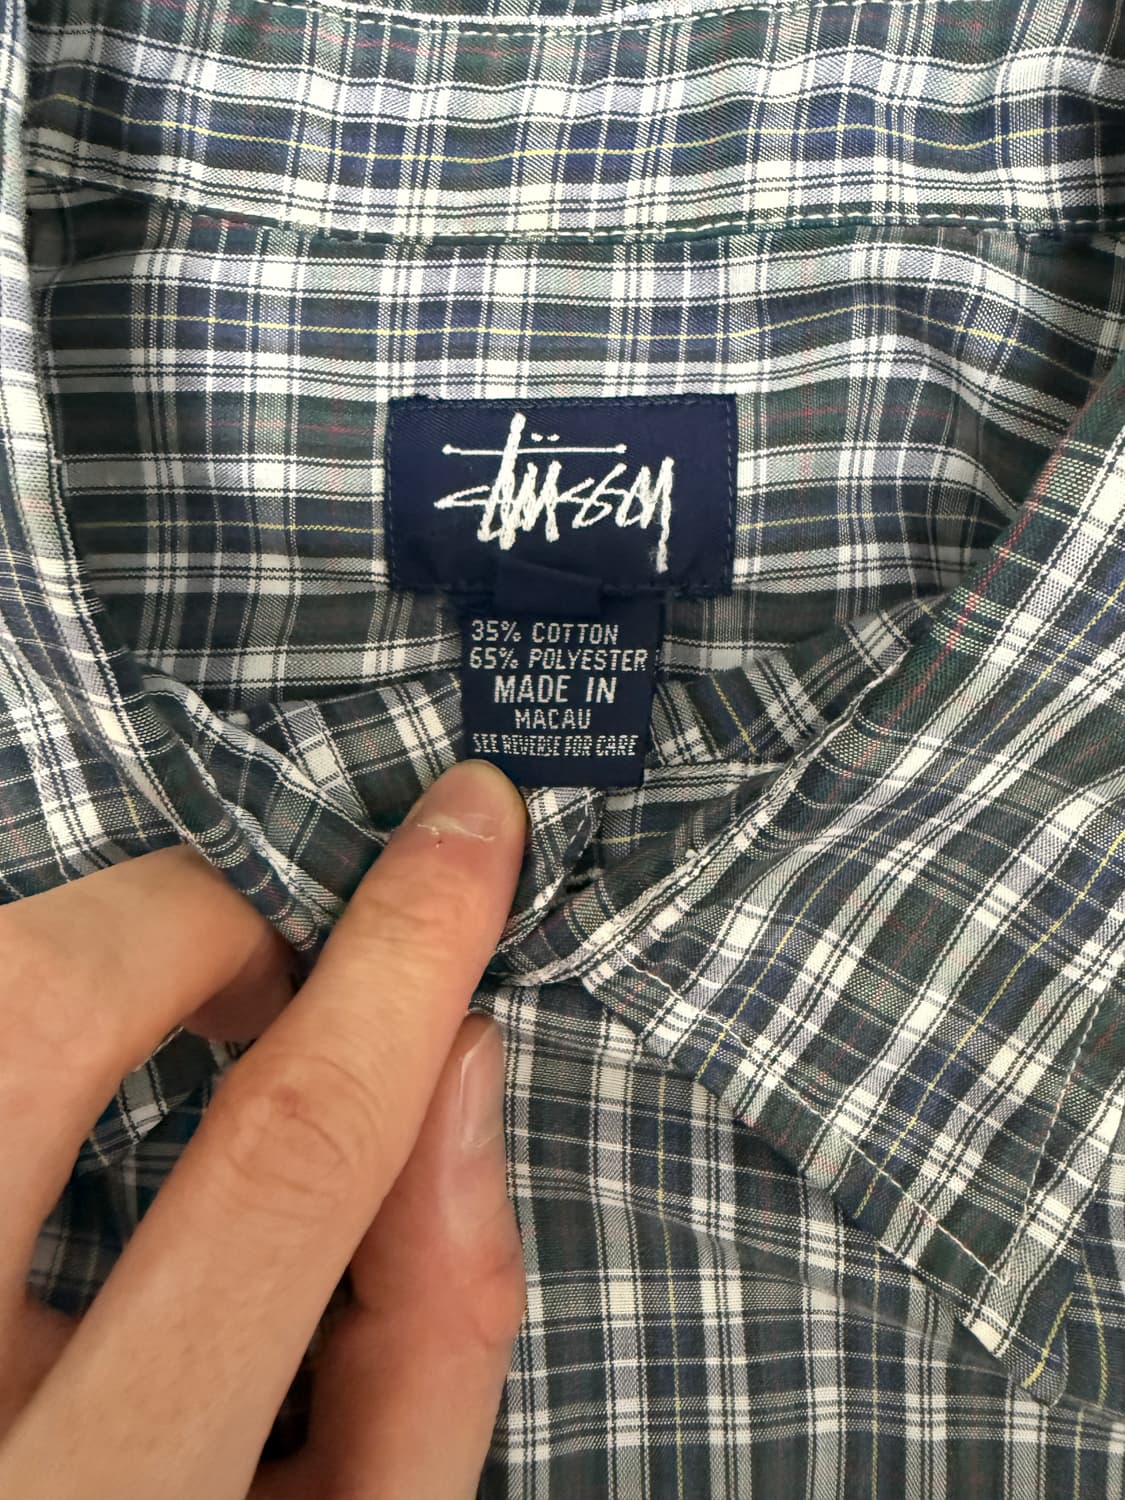 Stüssy
35% COTTON
65% POLYESTER
MADE IN
MACAU
SEE REVERSE FOR CARE